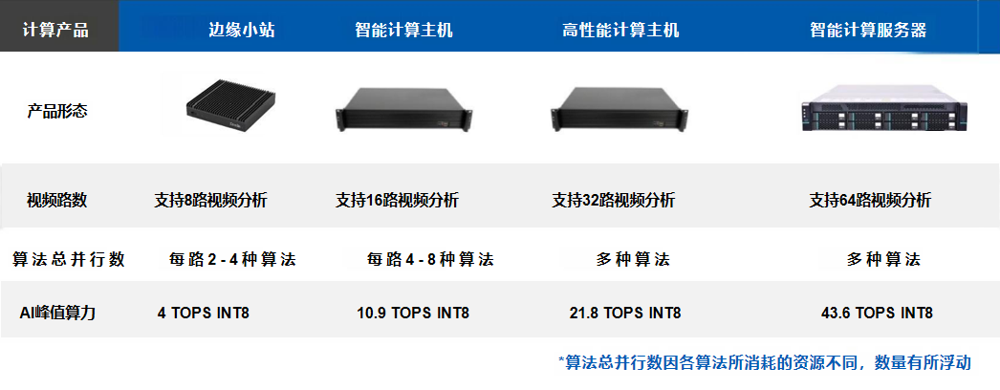 计算产品 边缘小站 智能计算主机 高性能计算主机 智能计算服务器
产品形态
视频路数 支持8路视频分析 支持16路视频分析 支持32路视频分析 支持64路视频分析
算法总并行数 每路2-4种算法 每路4-8种算法 多种算法 多种算法
AI峰值算力 4 TOPS INT8 10.9 TOPS INT8 21.8 TOPS INT8 43.6 TOPS INT8
*算法总并行数因各算法所消耗的资源不同，数量有所浮动